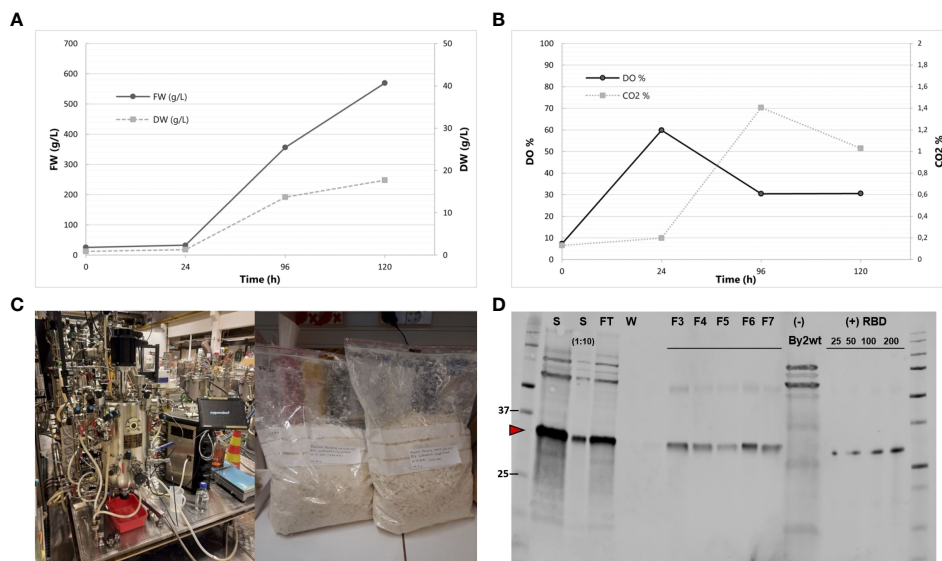 A
700
600
500
400
300
200
100
0
FW (g/L)
FW (g/L)
DW (g/L)
50
40
30
20
10
0
DW (g/L)
0 24 96 120
Time (h)
B
100
90
80
70
60
50
40
30
20
10
0
DO %
DO %
CO2 %
2
1,8
1,6
1,4
1,2
1
0,8
0,6
0,4
0,2
0
CO2 %
0 24 96 120
Time (h)
C
eppendorf
D
S S FT W F3 F4 F5 F6 F7 (-) (+) RBD
(1:10) By2wt 25 50 100 200
37
25